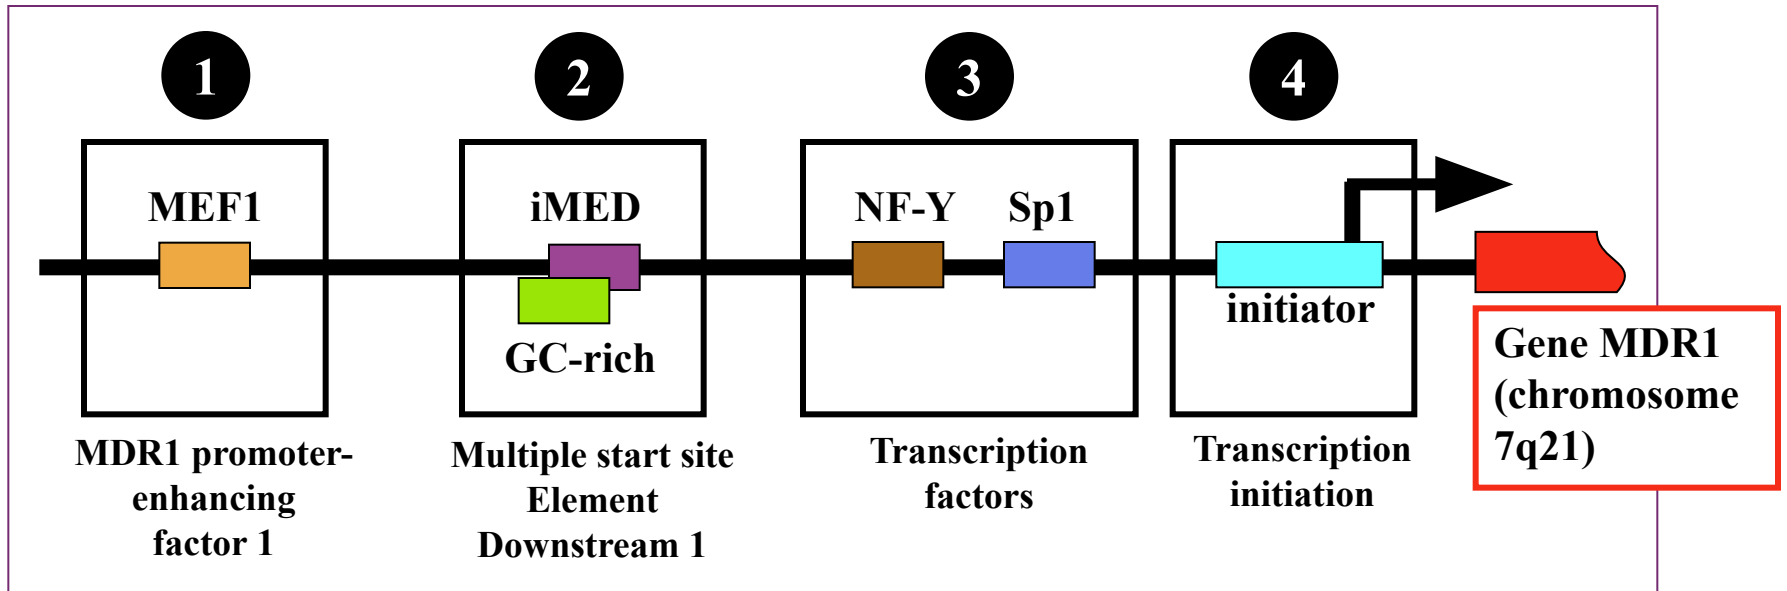 1
2
3
4
MEF1
iMED
NF-Y
Sp1
GC-rich
initiator
Gene MDR1
(chromosome
7q21)
MDR1 promoter-
enhancing
factor 1
Multiple start site
Element
Downstream 1
Transcription
factors
Transcription
initiation